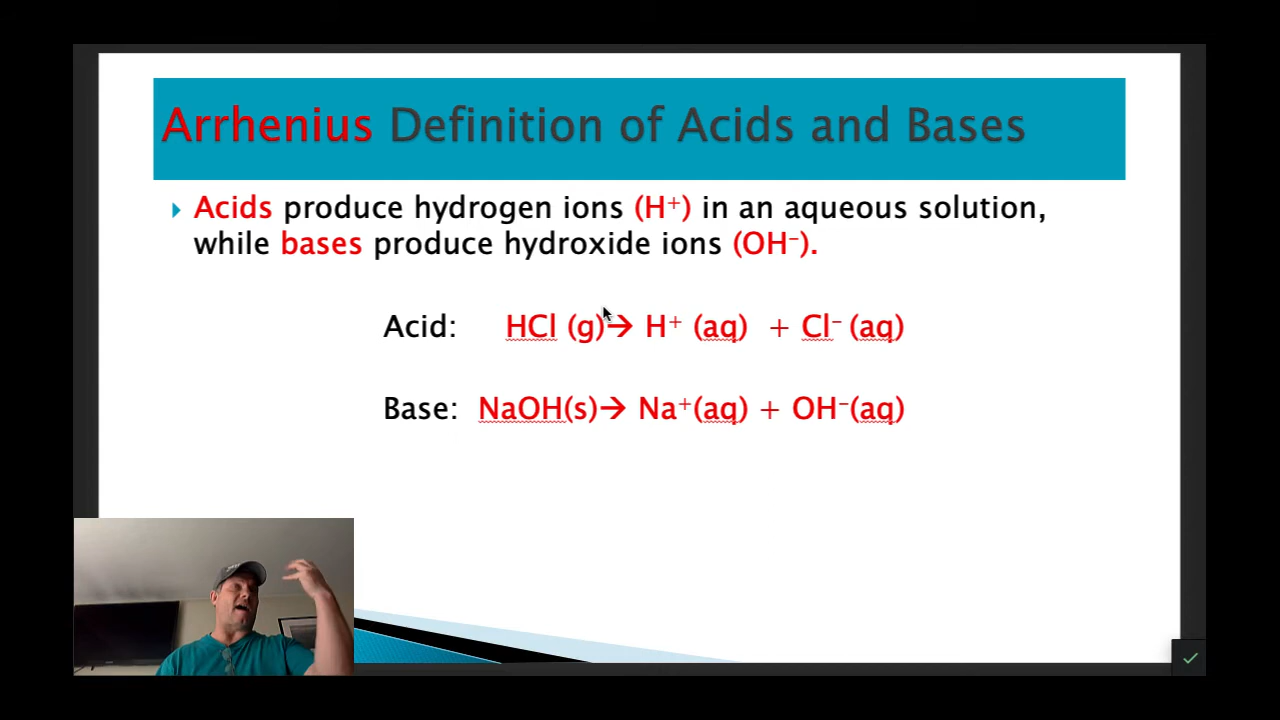 Arrhenius Definition of Acids and Bases
Acids produce hydrogen ions (H⁺) in an aqueous solution,
while bases produce hydroxide ions (OH⁻).
Acid: HCl (g)→ H⁺ (aq) + Cl⁻ (aq)
Base: NaOH(s)→ Na⁺(aq) + OH⁻(aq)